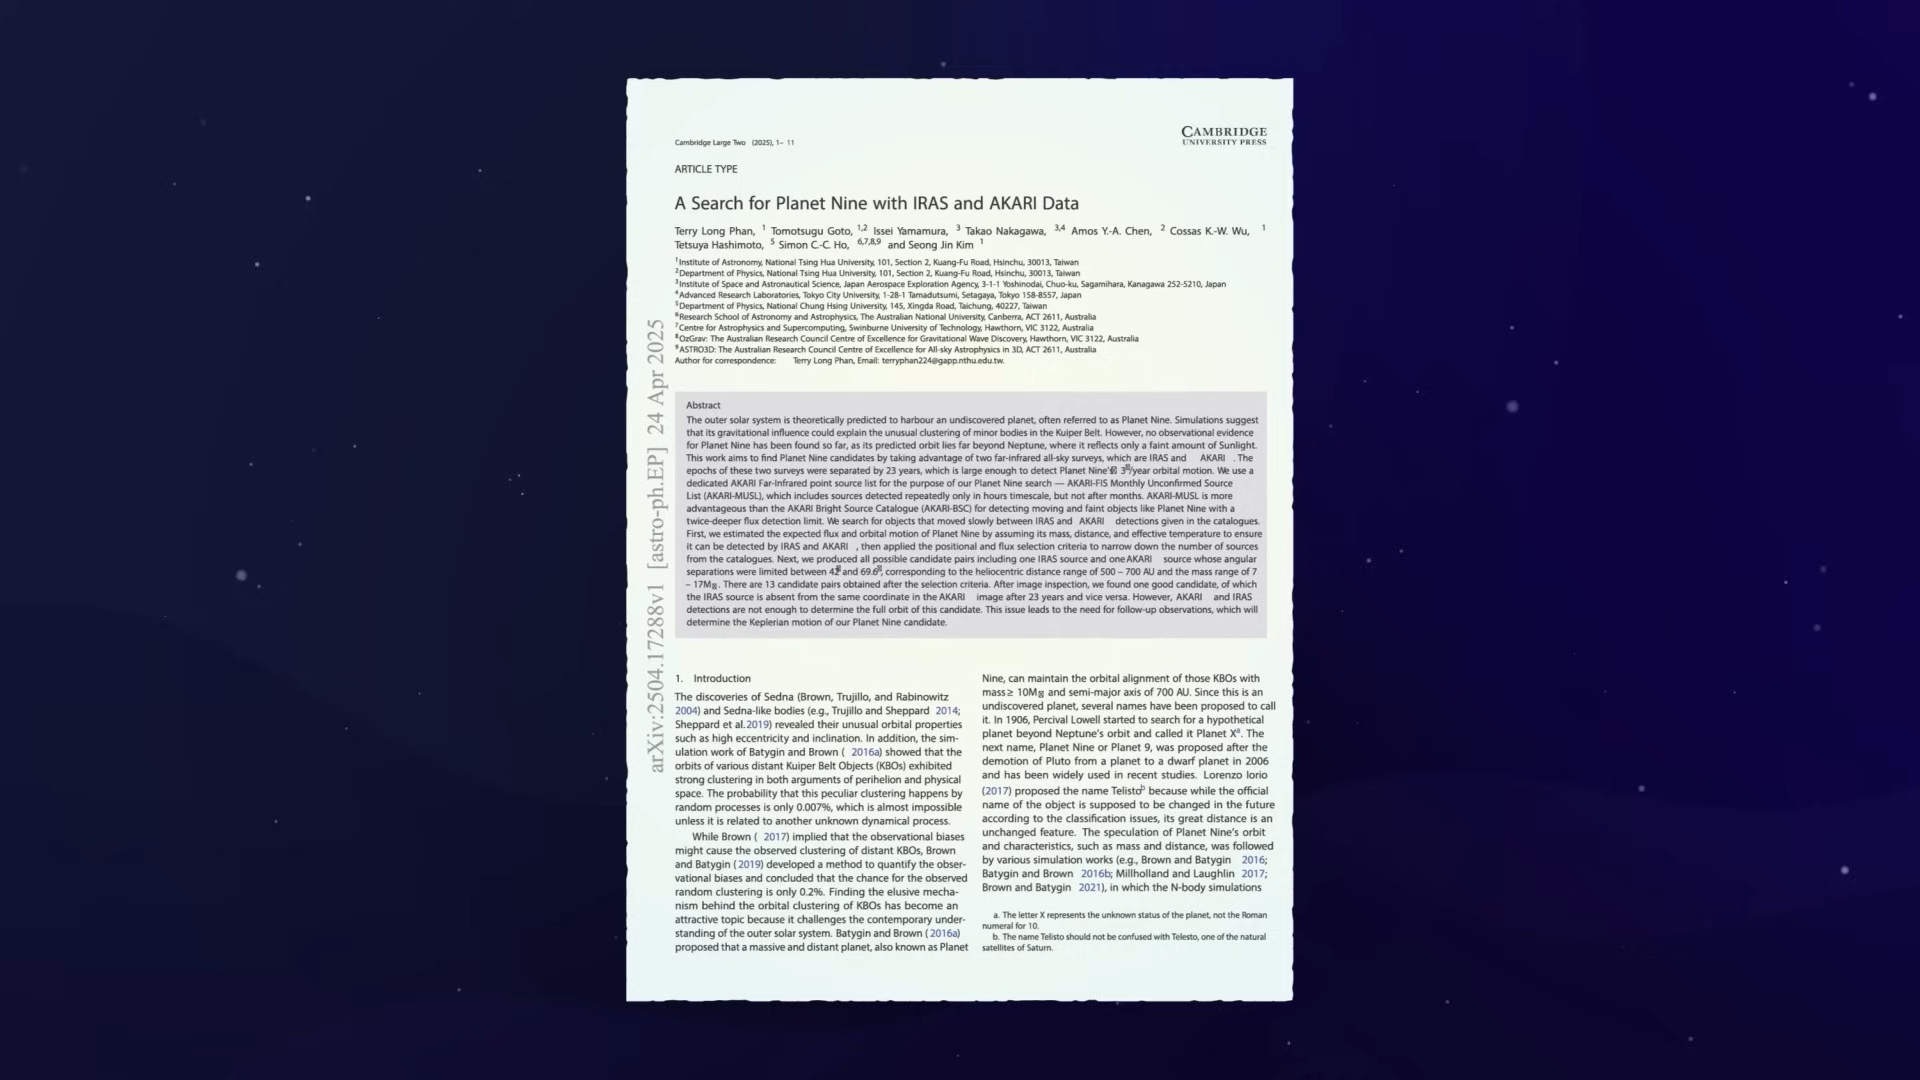 Cambridge Large Two (2025), 1– 11
CAMBRIDGE
UNIVERSITY PRESS
ARTICLE TYPE
A Search for Planet Nine with IRAS and AKARI Data
Terry Long Phan, 1 Tomotsugu Goto, 1,2 Issei Yamamura, 3 Takao Nakagawa, 3,4 Amos Y.-A. Chen, 2 Cossas K.-W. Wu, 1
Tetsuya Hashimoto, 5 Simon C.-C. Ho, 6,7,8,9 and Seong Jin Kim 1
1Institute of Astronomy, National Tsing Hua University, 101, Section 2, Kuang-Fu Road, Hsinchu, 30013, Taiwan
2Department of Physics, National Tsing Hua University, 101, Section 2, Kuang-Fu Road, Hsinchu, 30013, Taiwan
3Institute of Space and Astronautical Science, Japan Aerospace Exploration Agency, 3-1-1 Yoshinodai, Chuo-ku, Sagamihara, Kanagawa 252-5210, Japan
4Advanced Research Laboratories, Tokyo City University, 1-28-1 Tamadutsumi, Setagaya, Tokyo 158-8557, Japan
5Department of Physics, National Chung Hsing University, 145, Xingda Road, Taichung, 40227, Taiwan
6Research School of Astronomy and Astrophysics, The Australian National University, Canberra, ACT 2611, Australia
7Centre for Astrophysics and Supercomputing, Swinburne University of Technology, Hawthorn, VIC 3122, Australia
8OzGrav: The Australian Research Council Centre of Excellence for Gravitational Wave Discovery, Hawthorn, VIC 3122, Australia
9ASTRO3D: The Australian Research Council Centre of Excellence for All-sky Astrophysics in 3D, ACT 2611, Australia
Author for correspondence: Terry Long Phan, Email: terryphan224@gapp.nthu.edu.tw.
arXiv:2504.17288v1 [astro-ph.EP] 24 Apr 2025
Abstract
The outer solar system is theoretically predicted to harbour an undiscovered planet, often referred to as Planet Nine. Simulations suggest
that its gravitational influence could explain the unusual clustering of minor bodies in the Kuiper Belt. However, no observational evidence
for Planet Nine has been found so far, as its predicted orbit lies far beyond Neptune, where it reflects only a faint amount of Sunlight.
This work aims to find Planet Nine candidates by taking advantage of two far-infrared all-sky surveys, which are IRAS and AKARI . The
epochs of these two surveys were separated by 23 years, which is large enough to detect Planet Nine's 3 /year orbital motion. We use a
dedicated AKARI Far-Infrared point source list for the purpose of our Planet Nine search — AKARI-FIS Monthly Unconfirmed Source
List (AKARI-MUSL), which includes sources detected repeatedly only in hours timescale, but not after months. AKARI-MUSL is more
advantageous than the AKARI Bright Source Catalogue (AKARI-BSC) for detecting moving and faint objects like Planet Nine with a
twice-deeper flux detection limit. We search for objects that moved slowly between IRAS and AKARI detections given in the catalogues.
First, we estimated the expected flux and orbital motion of Planet Nine by assuming its mass, distance, and effective temperature to ensure
it can be detected by IRAS and AKARI , then applied the positional and flux selection criteria to narrow down the number of sources
from the catalogues. Next, we produced all possible candidate pairs including one IRAS source and one AKARI source whose angular
separations were limited between 42 and 69.6 , corresponding to the heliocentric distance range of 500 – 700 AU and the mass range of 7
– 17M . There are 13 candidate pairs obtained after the selection criteria. After image inspection, we found one good candidate, of which
the IRAS source is absent from the same coordinate in the AKARI image after 23 years and vice versa. However, AKARI and IRAS
detections are not enough to determine the full orbit of this candidate. This issue leads to the need for follow-up observations, which will
determine the Keplerian motion of our Planet Nine candidate.
1. Introduction
The discoveries of Sedna (Brown, Trujillo, and Rabinowitz
2004) and Sedna-like bodies (e.g., Trujillo and Sheppard 2014;
Sheppard et al.2019) revealed their unusual orbital properties
such as high eccentricity and inclination. In addition, the sim-
ulation work of Batygin and Brown ( 2016a) showed that the
orbits of various distant Kuiper Belt Objects (KBOs) exhibited
strong clustering in both arguments of perihelion and physical
space. The probability that this peculiar clustering happens by
random processes is only 0.007%, which is almost impossible
unless it is related to another unknown dynamical process.
While Brown ( 2017) implied that the observational biases
might cause the observed clustering of distant KBOs, Brown
and Batygin (2019) developed a method to quantify the obser-
vational biases and concluded that the chance for the observed
random clustering is only 0.2%. Finding the elusive mecha-
nism behind the orbital clustering of KBOs has become an
attractive topic because it challenges the contemporary under-
standing of the outer solar system. Batygin and Brown (2016a)
proposed that a massive and distant planet, also known as Planet
Nine, can maintain the orbital alignment of those KBOs with
mass ≥ 10M and semi-major axis of 700 AU. Since this is an
undiscovered planet, several names have been proposed to call
it. In 1906, Percival Lowell started to search for a hypothetical
planet beyond Neptune's orbit and called it Planet Xa. The
next name, Planet Nine or Planet 9, was proposed after the
demotion of Pluto from a planet to a dwarf planet in 2006
and has been widely used in recent studies. Lorenzo Iorio
(2017) proposed the name Telistob because while the official
name of the object is supposed to be changed in the future
according to the classification issues, its great distance is an
unchanged feature. The speculation of Planet Nine's orbit
and characteristics, such as mass and distance, was followed
by various simulation works (e.g., Brown and Batygin 2016;
Batygin and Brown 2016b; Millholland and Laughlin 2017;
Brown and Batygin 2021), in which the N-body simulations
a. The letter X represents the unknown status of the planet, not the Roman
numeral for 10.
b. The name Telisto should not be confused with Telesto, one of the natural
satellites of Saturn.